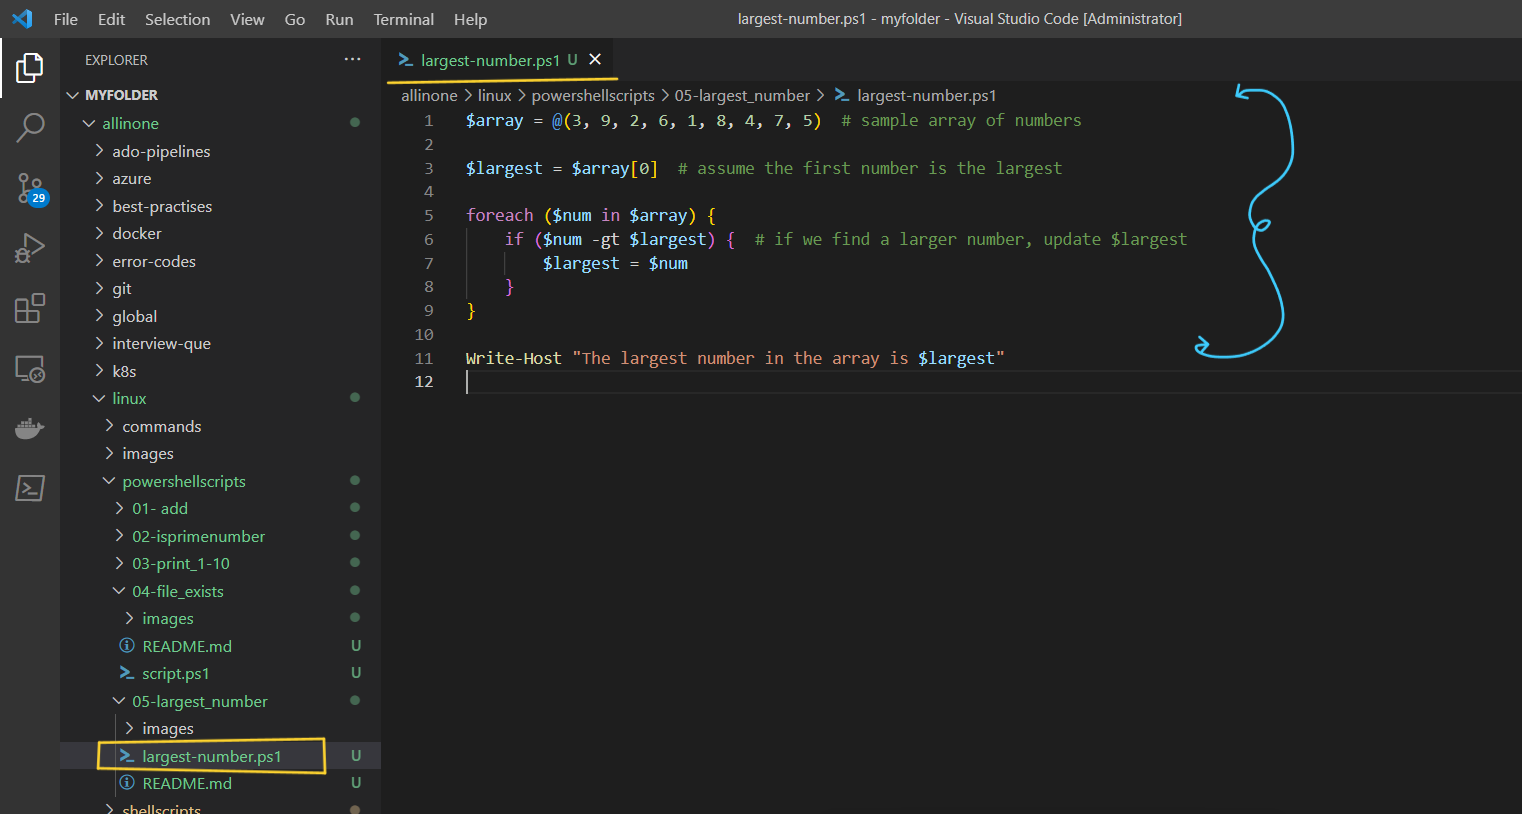 File Edit Selection View Go Run Terminal Help
largest-number.ps1 - myfolder - Visual Studio Code [Administrator]
EXPLORER
MYFOLDER
allinone
ado-pipelines
azure
best-practises
docker
error-codes
git
global
interview-que
k8s
linux
commands
images
powershellscripts
01- add
02-isprimenumber
03-print_1-10
04-file_exists
images
README.md U
script.ps1 U
05-largest_number
images
largest-number.ps1 U
README.md U
shellscripts
29
largest-number.ps1 U
allinone > linux > powershellscripts > 05-largest_number > largest-number.ps1
1 $array = @(3, 9, 2, 6, 1, 8, 4, 7, 5)  # sample array of numbers
2
3 $largest = $array[0]  # assume the first number is the largest
4
5 foreach ($num in $array) {
6     if ($num -gt $largest) {  # if we find a larger number, update $largest
7         $largest = $num
8     }
9 }
10
11 Write-Host "The largest number in the array is $largest"
12